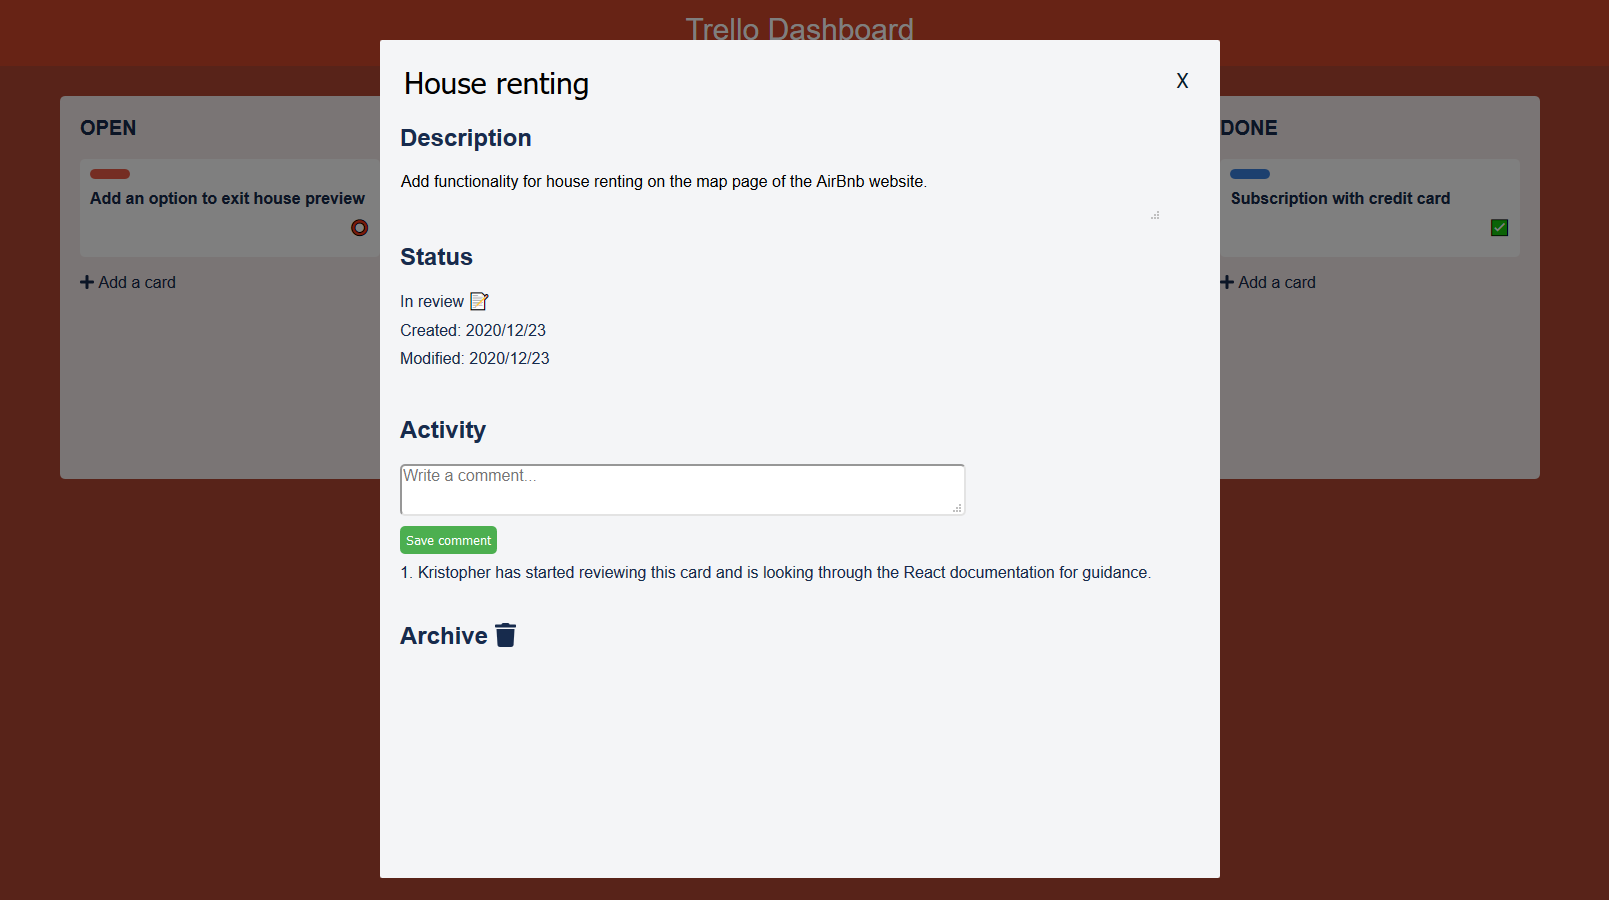 Trello Dashboard
House renting
X
Description
Add functionality for house renting on the map page of the AirBnb website.
Status
In review
Created: 2020/12/23
Modified: 2020/12/23
Activity
Write a comment...
Save comment
1. Kristopher has started reviewing this card and is looking through the React documentation for guidance.
Archive
OPEN
Add an option to exit house preview
Add a card
DONE
Subscription with credit card
Add a card